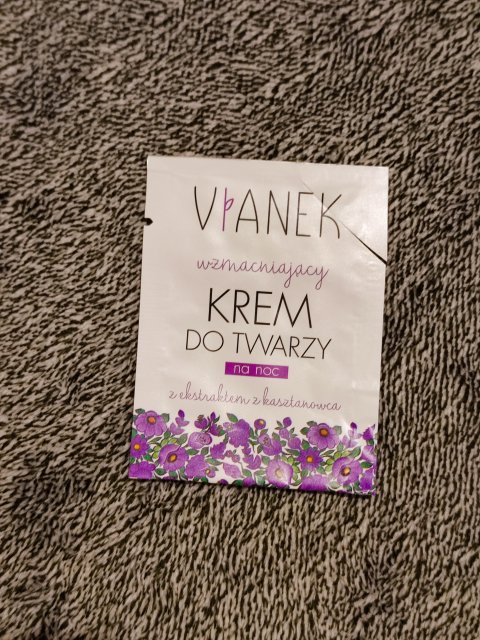 VIANEK
wzmacniający
KREM
DO TWARZY
na noc
z ekstraktem z kasztanowca